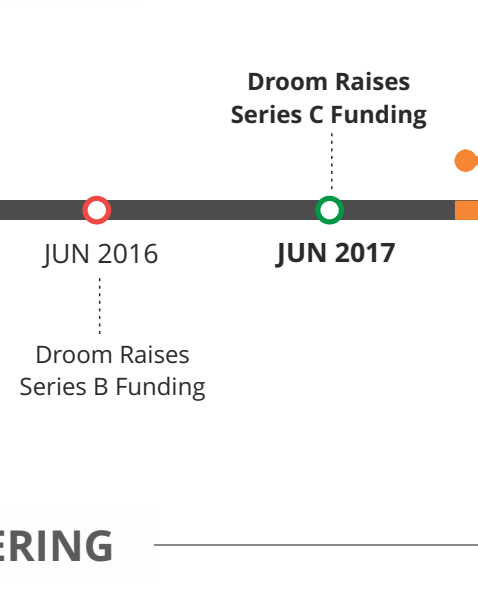 Droom Raises
Series C Funding
JUN 2016
JUN 2017
Droom Raises
Series B Funding
ERING